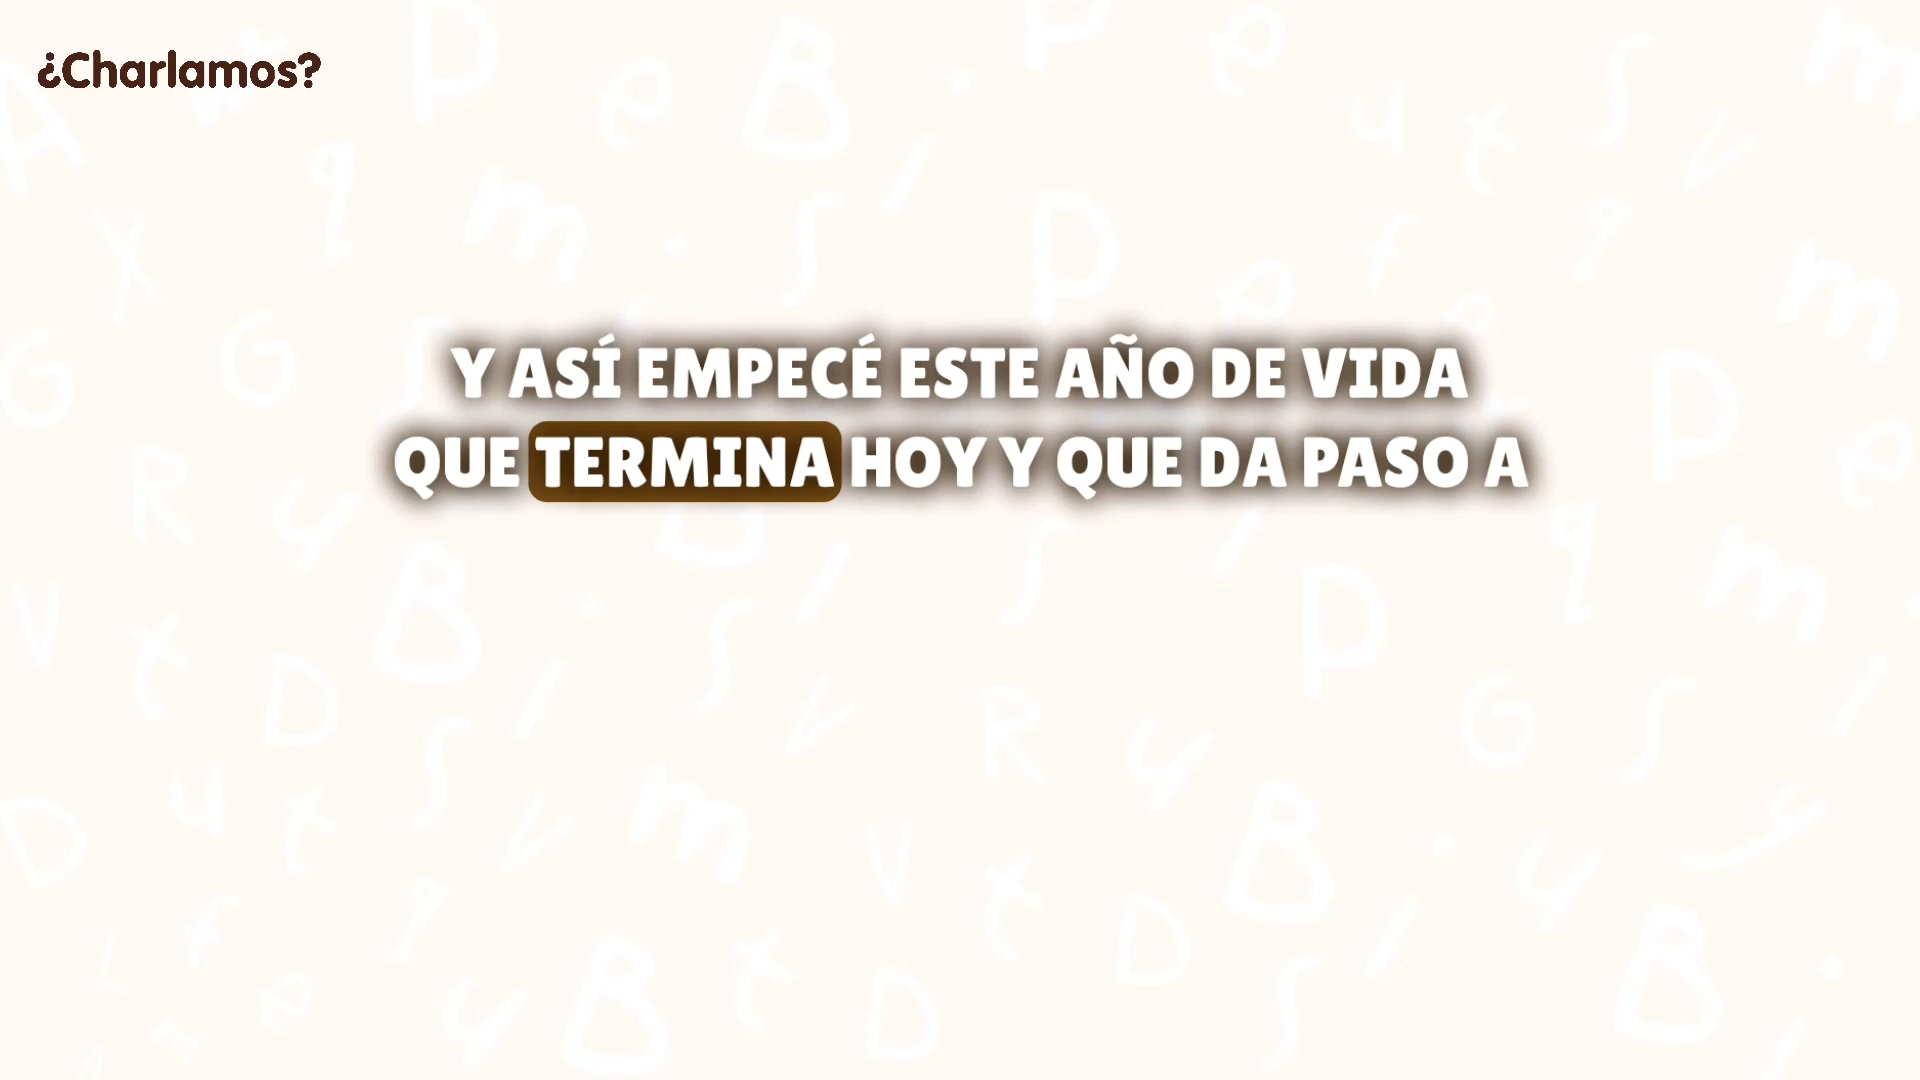 ¿Charlamos?
Y ASÍ EMPECÉ ESTE AÑO DE VIDA
QUE TERMINA HOY Y QUE DA PASO A